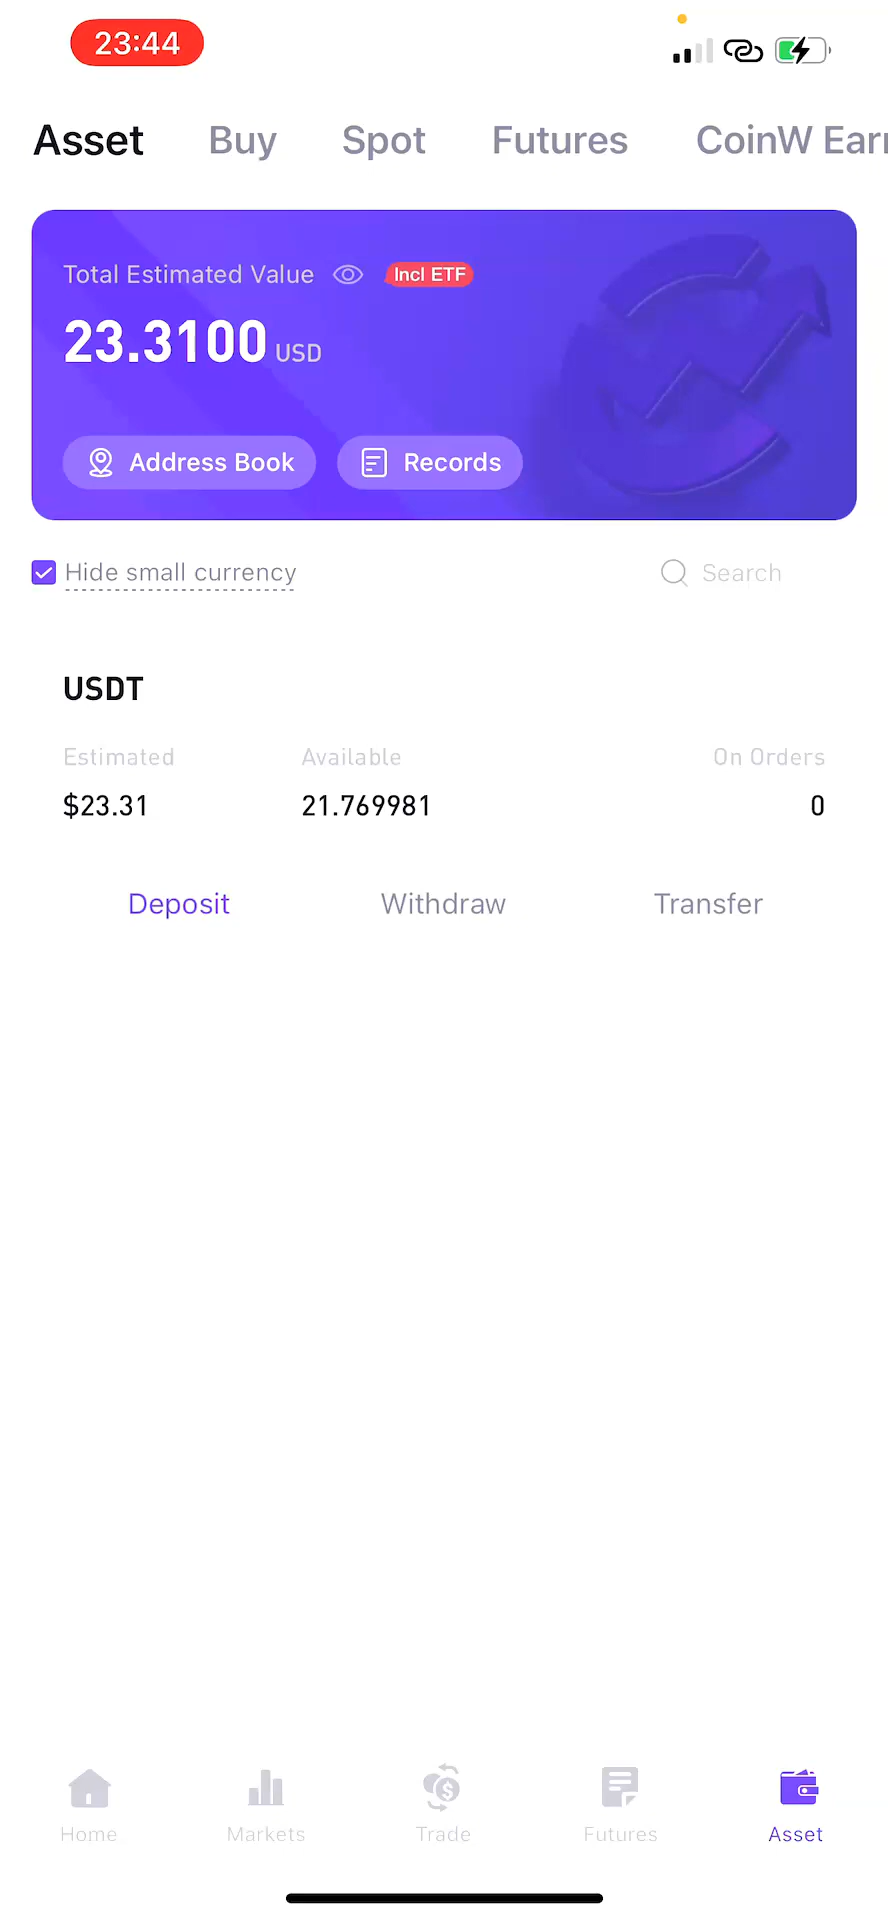 23:44
Asset Buy Spot Futures CoinW Earn
Total Estimated Value Incl ETF
23.3100 USD
Address Book Records
Hide small currency Search
USDT
Estimated Available On Orders
$23.31 21.769981 0
Deposit Withdraw Transfer
Home Markets Trade Futures Asset